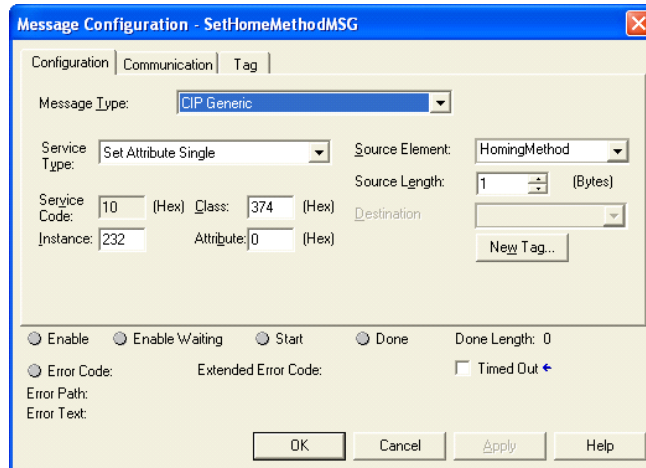 Message Configuration - SetHomeMethodMSG
Configuration Communication Tag
Message Type: CIP Generic
Service Type: Set Attribute Single
Source Element: HomingMethod
Source Length: 1 (Bytes)
Service Code: 10 (Hex) Class: 374 (Hex)
Destination
Instance: 232 Attribute: 0 (Hex)
New Tag...
Enable Enable Waiting Start Done Done Length: 0
Error Code: Extended Error Code: Timed Out
Error Path:
Error Text:
OK Cancel Apply Help